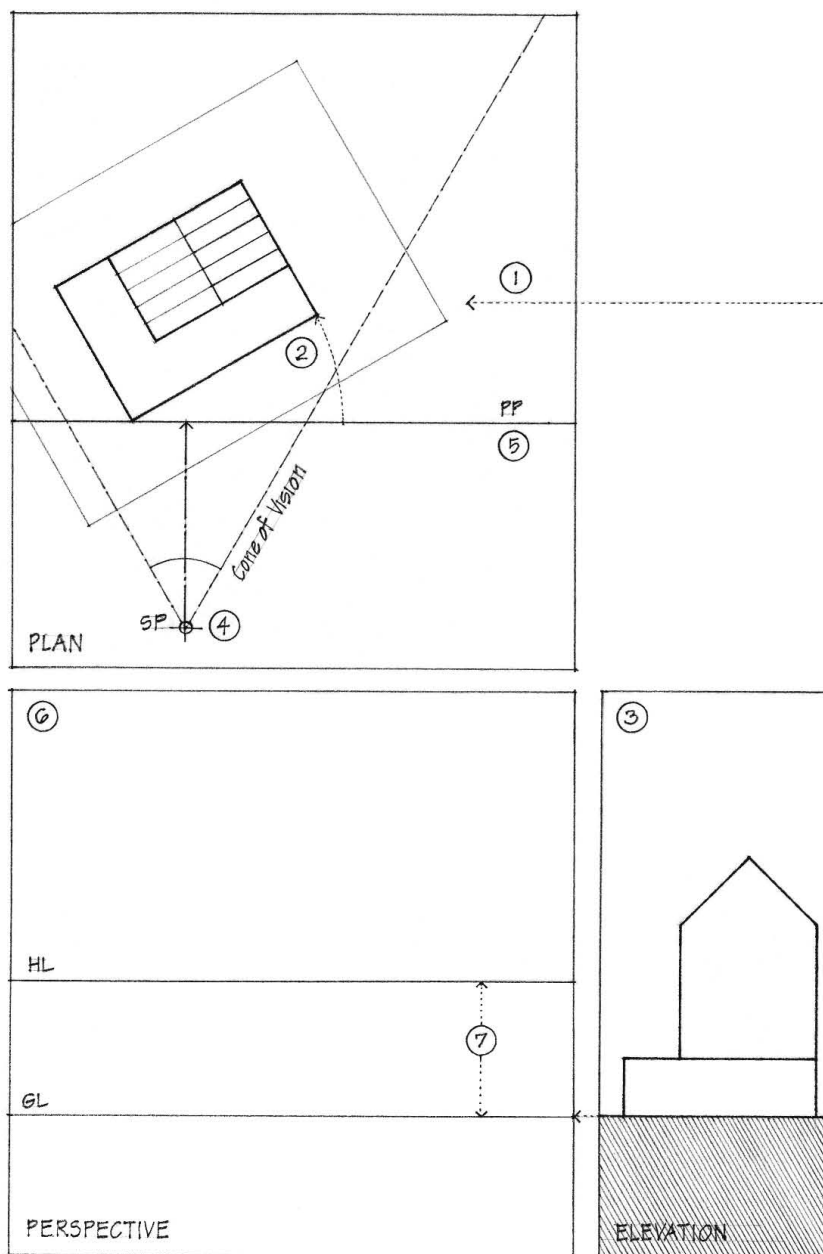 1
2
PP
5
Cone of Vision
SP
4
PLAN
6
3
HL
7
GL
PERSPECTIVE
ELEVATION